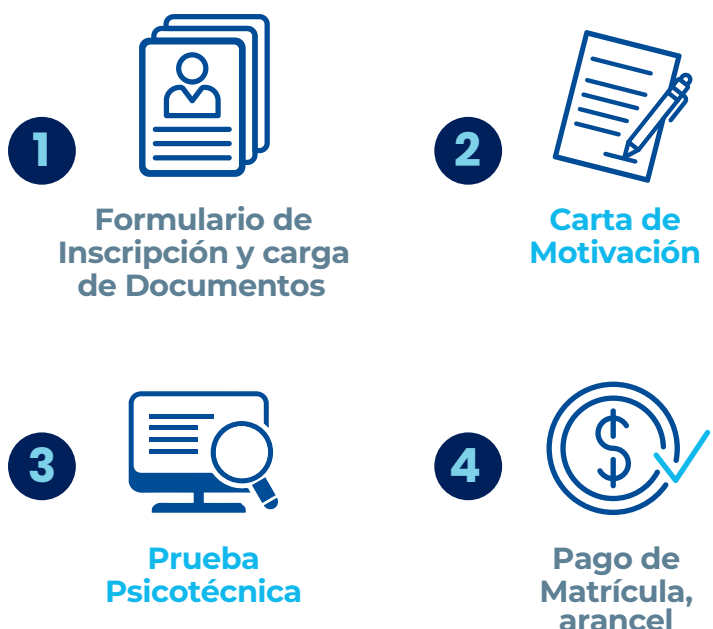 1
Formulario de
Inscripción y carga
de Documentos
2
Carta de
Motivación
3
Prueba
Psicotécnica
4
Pago de
Matrícula,
arancel